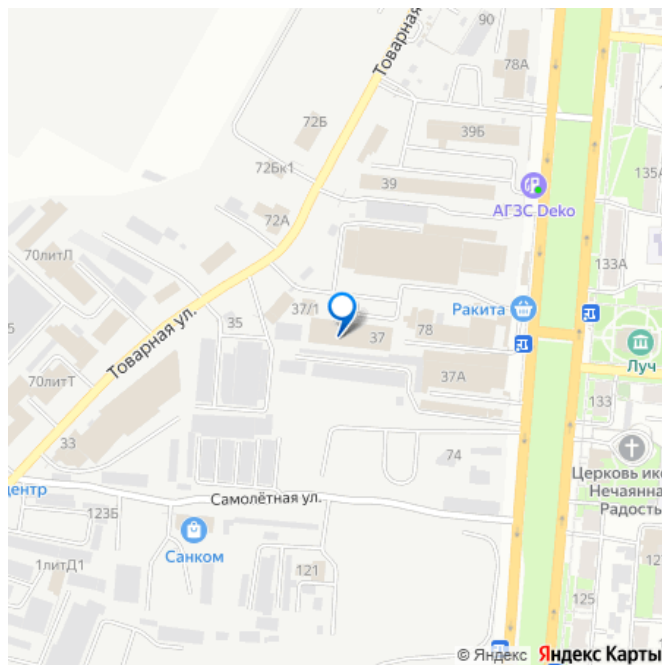 90
Товарная
78А
72Б
39Б
72Бк1
135А
39
АГЗС Deko
72А
70литЛ
133А
37/1
Ракита
35
78
37
Товарная ул.
Луч
37А
70литТ
133
33
74
Церковь ико
Нечаянна
Радость
центр
Самолётная ул.
123Б
Санком
1литД1
121
125
© Яндекс Яндекс Карты